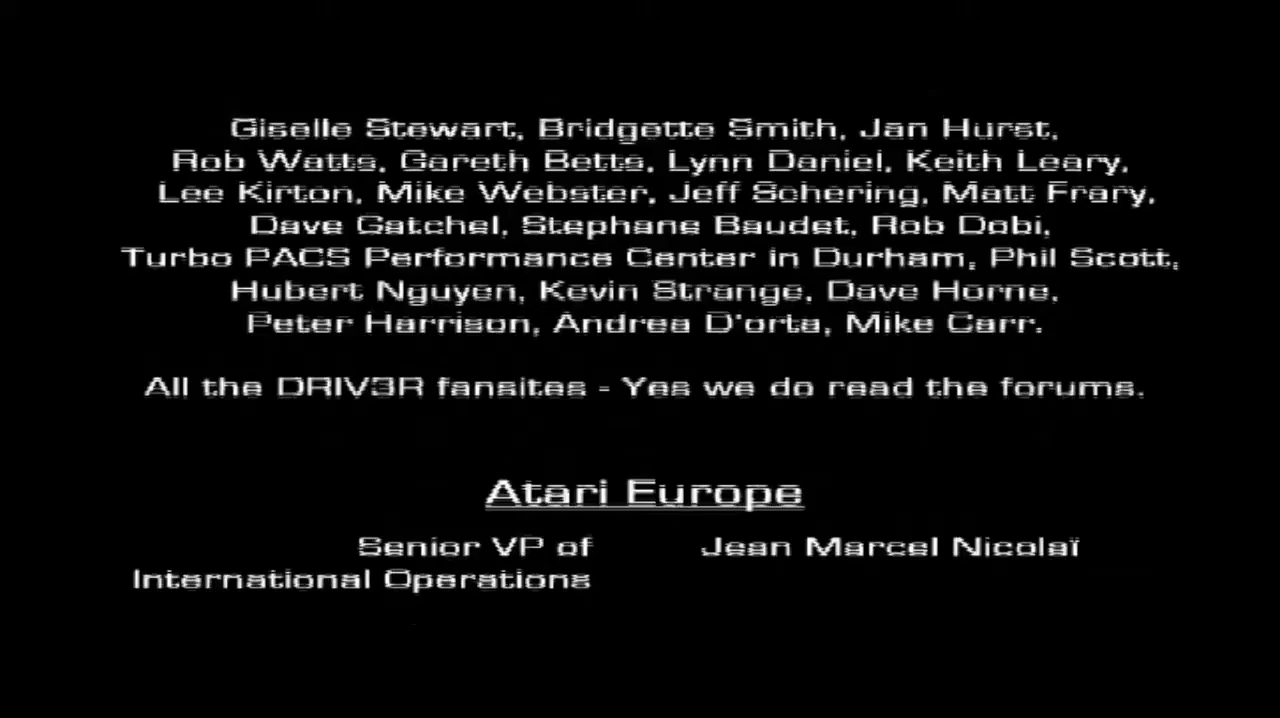 Giselle Stewart, Bridgette Smith, Jan Hurst,
Rob Watts, Gareth Betts, Lynn Daniel, Keith Leary,
Lee Kirton, Mike Webster, Jeff Schering, Matt Frary,
Dave Gatchel, Stephane Baudet, Rob Dobi,
Turbo PACS Performance Center in Durham, Phil Scott,
Hubert Nguyen, Kevin Strange, Dave Horne,
Peter Harrison, Andrea D'orta, Mike Carr.
All the DRIV3R fansites - Yes we do read the forums.
Atari Europe
Senior VP of Jean Marcel Nicolaï
International Operations